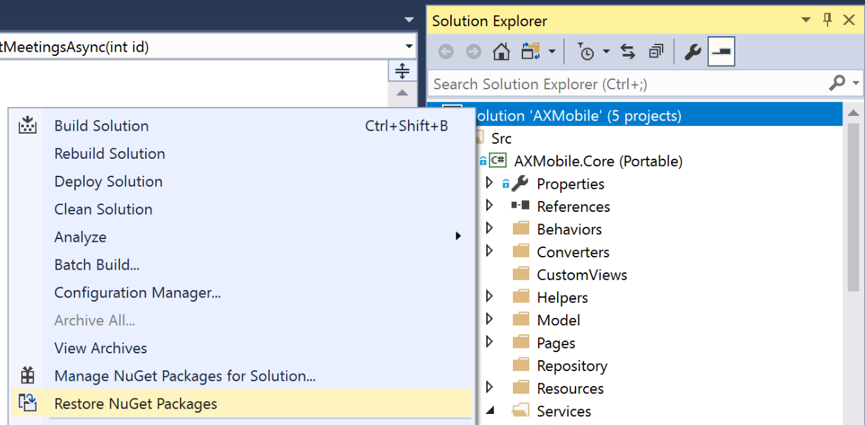 Solution Explorer
tMeetingsAsync(int id)
Search Solution Explorer (Ctrl+;)
olution 'AXMobile' (5 projects)
Src
C# AXMobile.Core (Portable)
Properties
References
Behaviors
Converters
CustomViews
Helpers
Model
Pages
Repository
Resources
Services
Build Solution Ctrl+Shift+B
Rebuild Solution
Deploy Solution
Clean Solution
Analyze
Batch Build...
Configuration Manager...
Archive All...
View Archives
Manage NuGet Packages for Solution...
Restore NuGet Packages